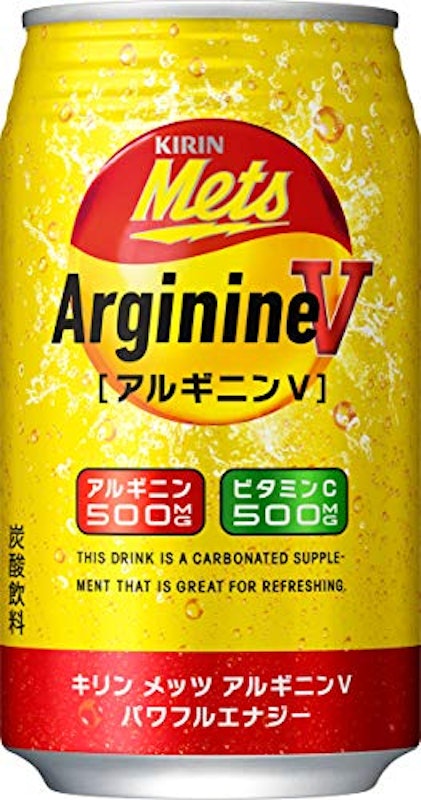 KIRIN
Mets
ArginineV
[アルギニンV]
アルギニン
500MG
ビタミンC
500MG
THIS DRINK IS A CARBONATED SUPPLE-
MENT THAT IS GREAT FOR REFRESHING.
炭酸飲料
キリン メッツ アルギニンV
パワフルエナジー